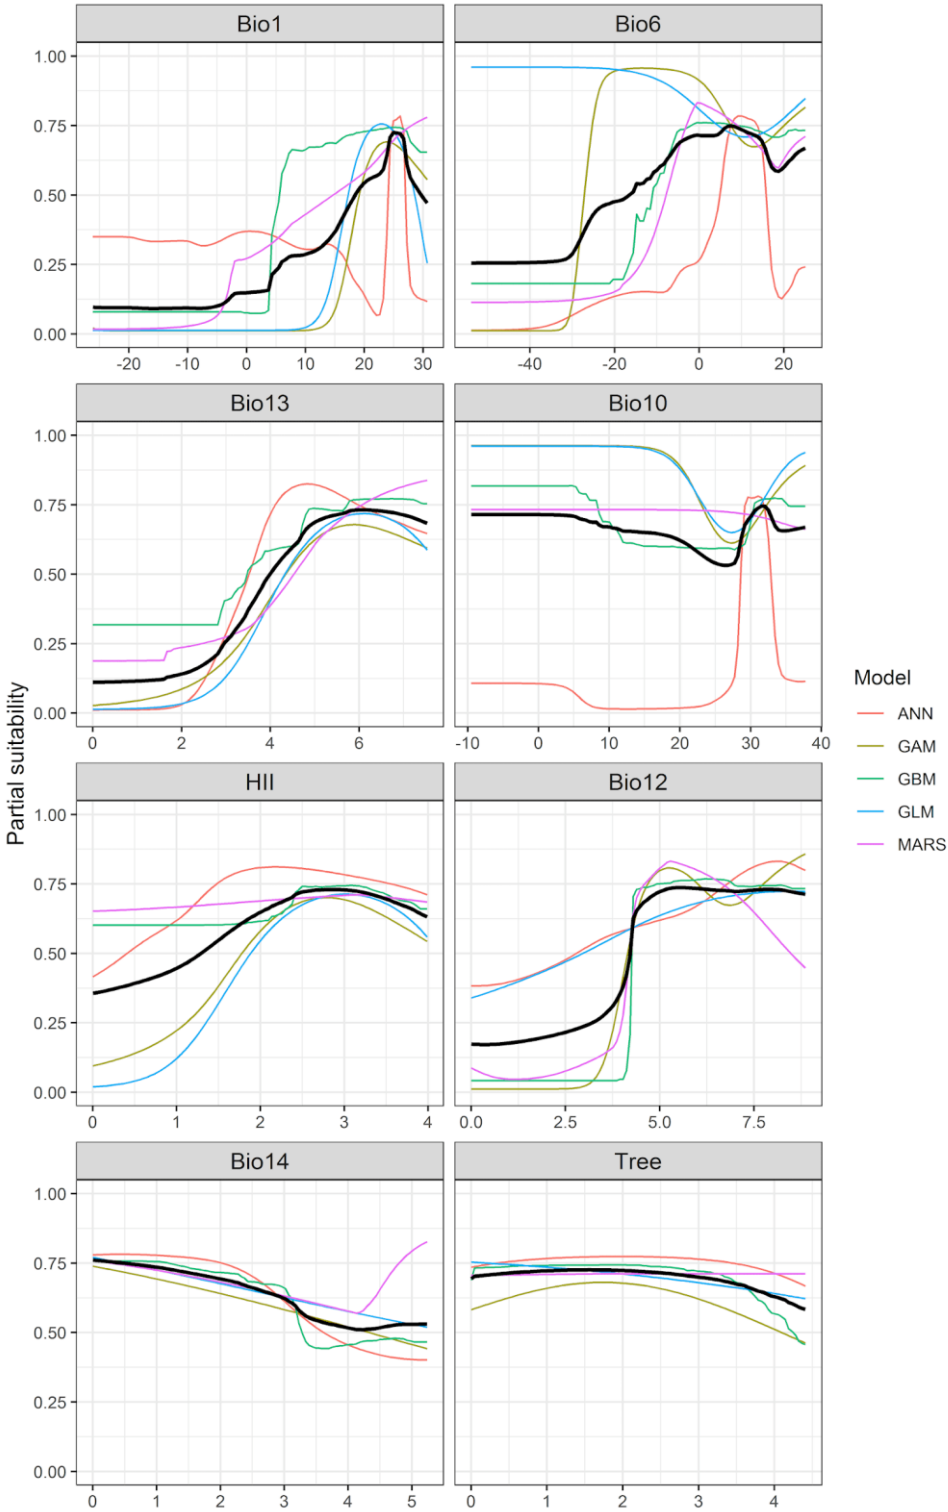 Bio1
Bio6
1.00
0.75
0.50
0.25
0.00
-20 -10 0 10 20 30
-40 -20 0 20
Bio13
Bio10
1.00
0.75
0.50
0.25
0.00
0 2 4 6
-10 0 10 20 30 40
HII
Bio12
1.00
0.75
0.50
0.25
0.00
0 1 2 3 4
0.0 2.5 5.0 7.5
Bio14
Tree
1.00
0.75
0.50
0.25
0.00
0 1 2 3 4 5
0 1 2 3 4
Partial suitability
Model
ANN
GAM
GBM
GLM
MARS